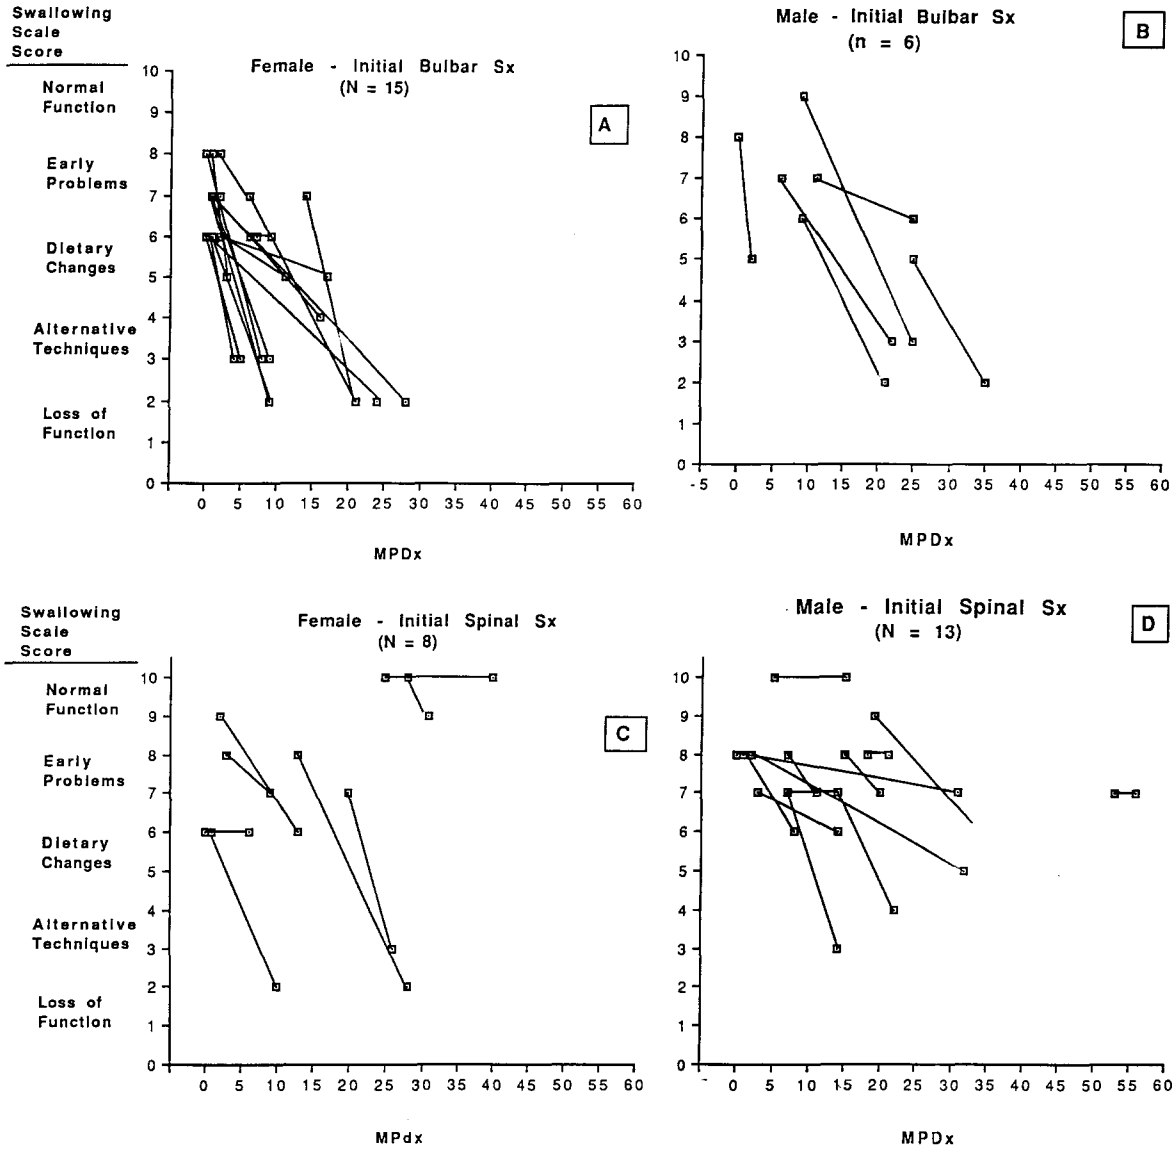 Swallowing
Scale
Score
Normal
Function
Early
Problems
Dietary
Changes
Alternative
Techniques
Loss of
Function
Female - Initial Bulbar Sx
(N = 15)
A
10
9
8
7
6
5
4
3
2
1
0
0 5 10 15 20 25 30 35 40 45 50 55 60
MPDx
Male - Initial Bulbar Sx
(n = 6)
B
10
9
8
7
6
5
4
3
2
1
0
-5 0 5 10 15 20 25 30 35 40 45 50 55 60
MPDx
Swallowing
Scale
Score
Normal
Function
Early
Problems
Dietary
Changes
Alternative
Techniques
Loss of
Function
Female - Initial Spinal Sx
(N = 8)
C
10
9
8
7
6
5
4
3
2
1
0
0 5 10 15 20 25 30 35 40 45 50 55 60
MPdx
Male - Initial Spinal Sx
(N = 13)
D
10
9
8
7
6
5
4
3
2
1
0
0 5 10 15 20 25 30 35 40 45 50 55 60
MPDx